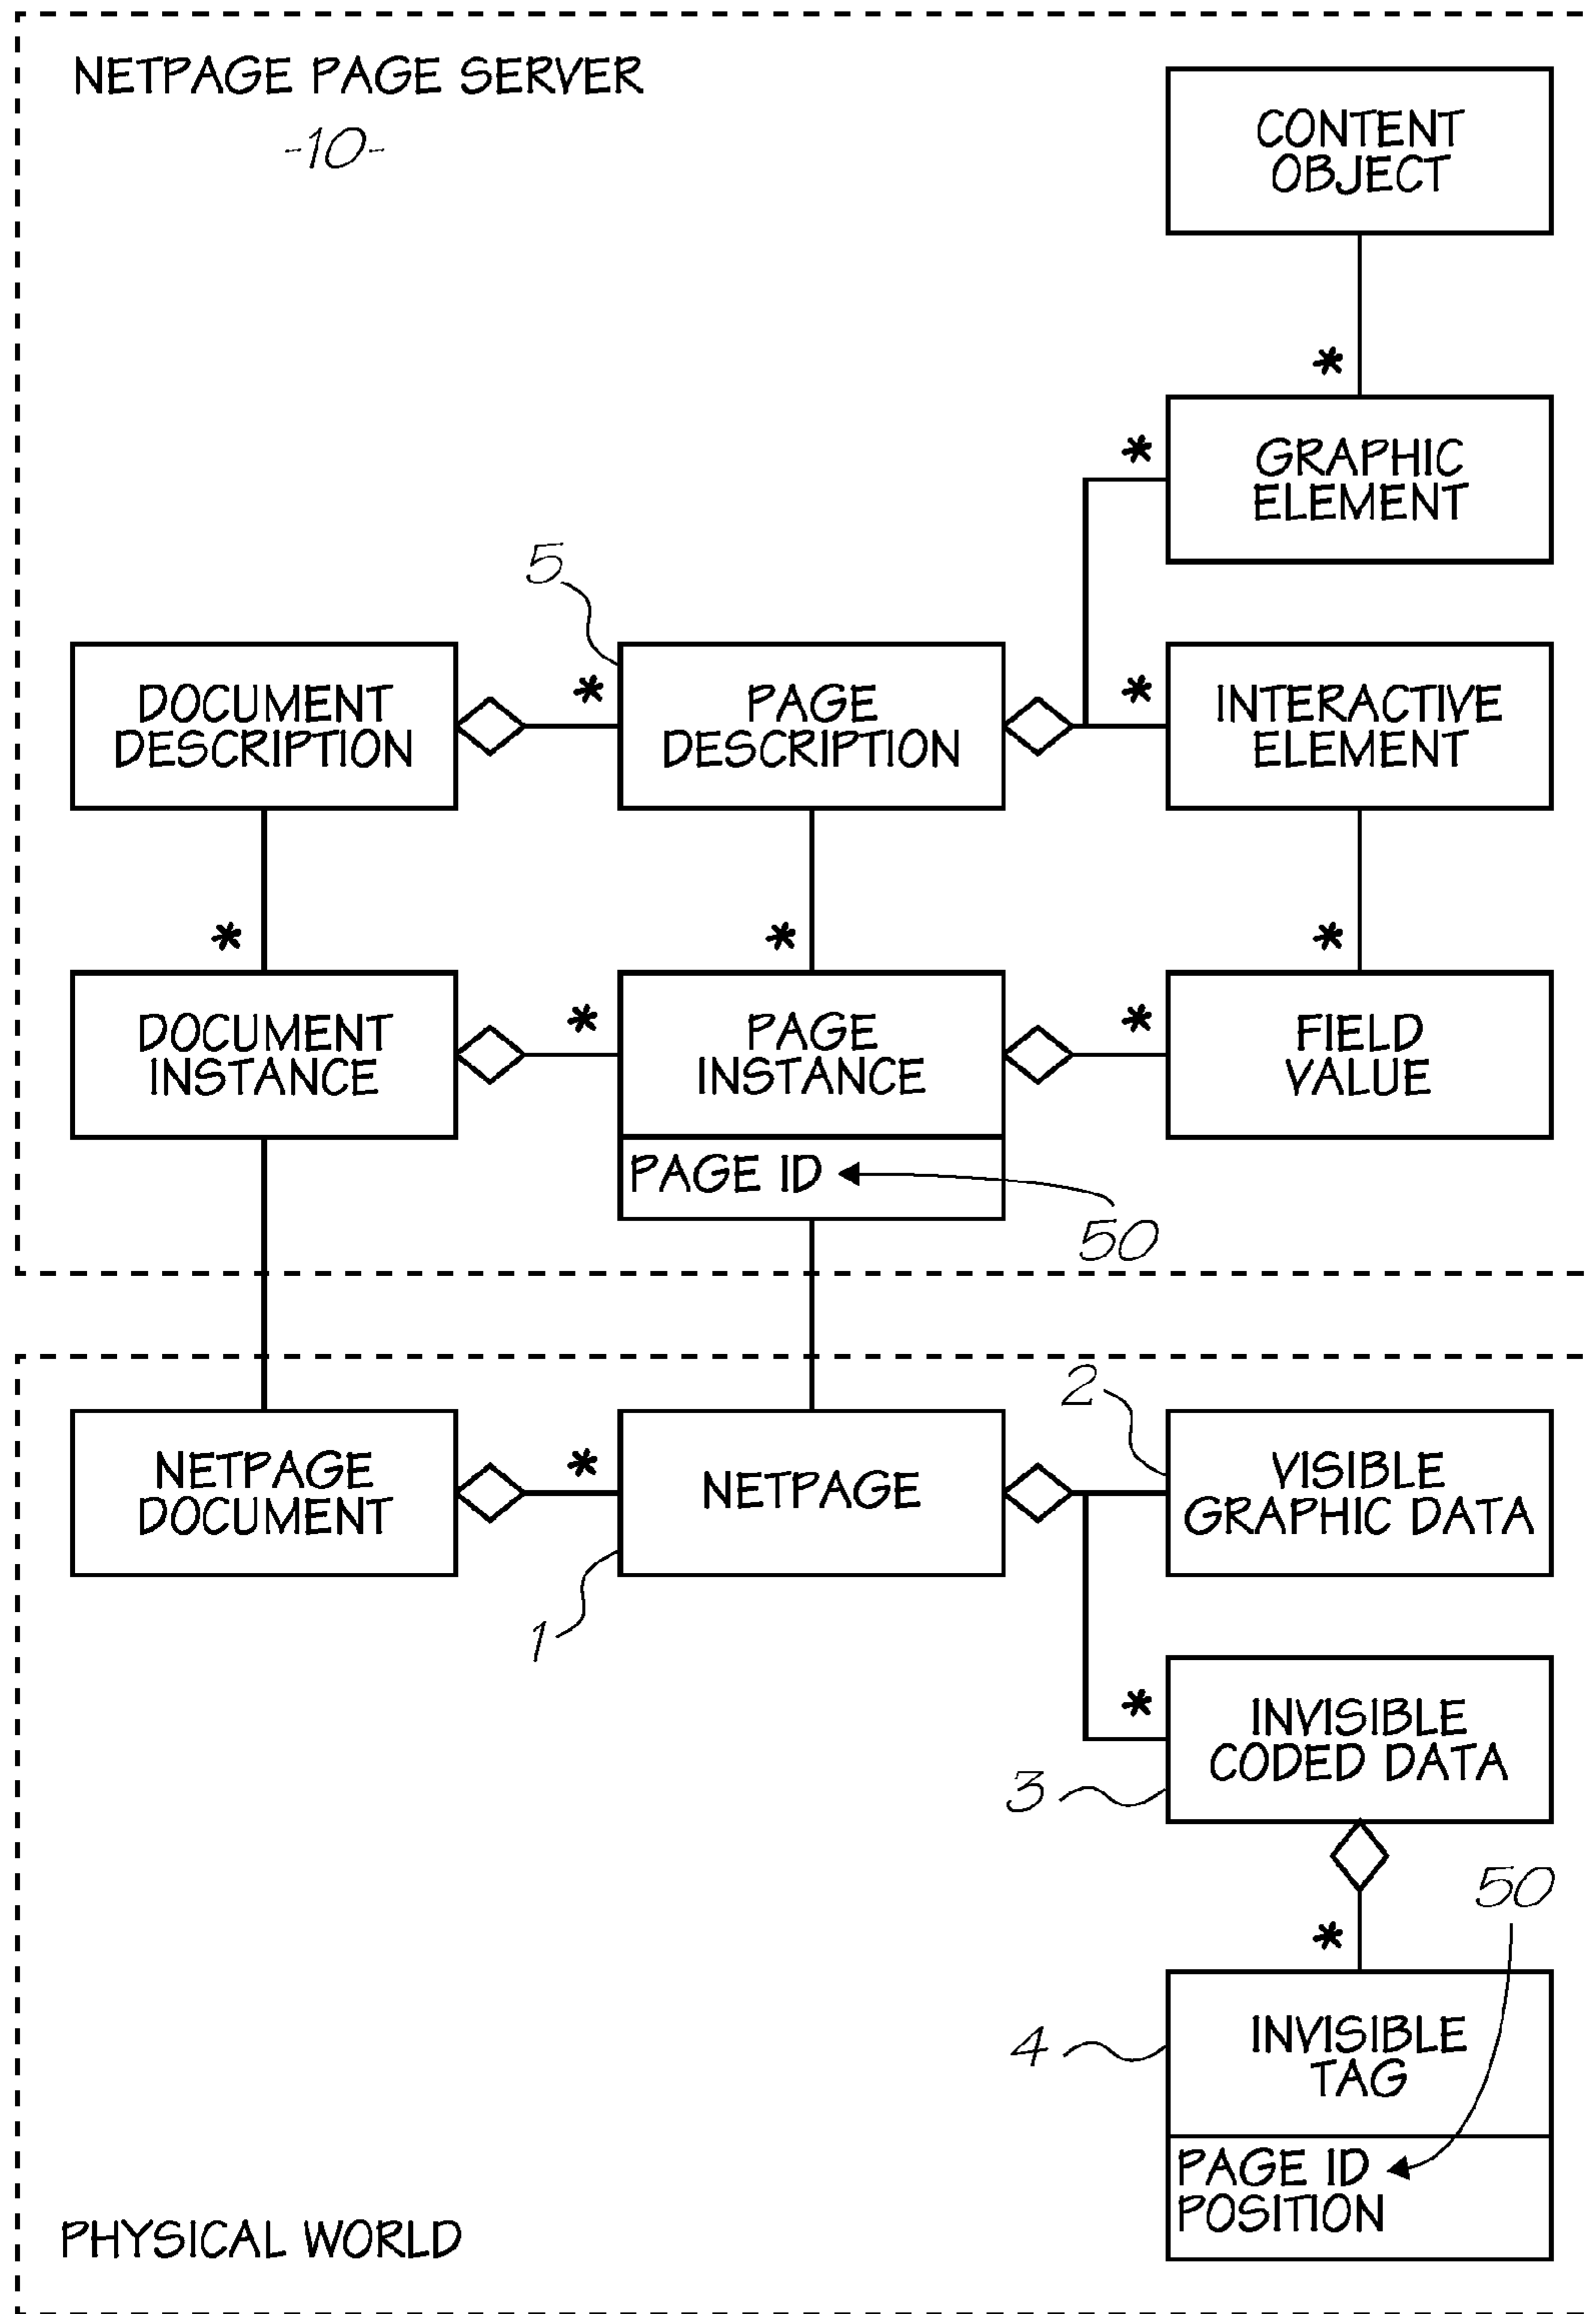 NETPAGE PAGE SERVER
-10-
CONTENT
OBJECT
*
*
GRAPHIC
ELEMENT
5
DOCUMENT
DESCRIPTION
*
PAGE
DESCRIPTION
*
INTERACTIVE
ELEMENT
*
*
*
DOCUMENT
INSTANCE
*
PAGE
INSTANCE
*
FIELD
VALUE
PAGE ID
50
2
NETPAGE
DOCUMENT
*
NETPAGE
VISIBLE
GRAPHIC DATA
1
*
INVISIBLE
CODED DATA
3
50
*
4
INVISIBLE
TAG
PAGE ID
POSITION
PHYSICAL WORLD